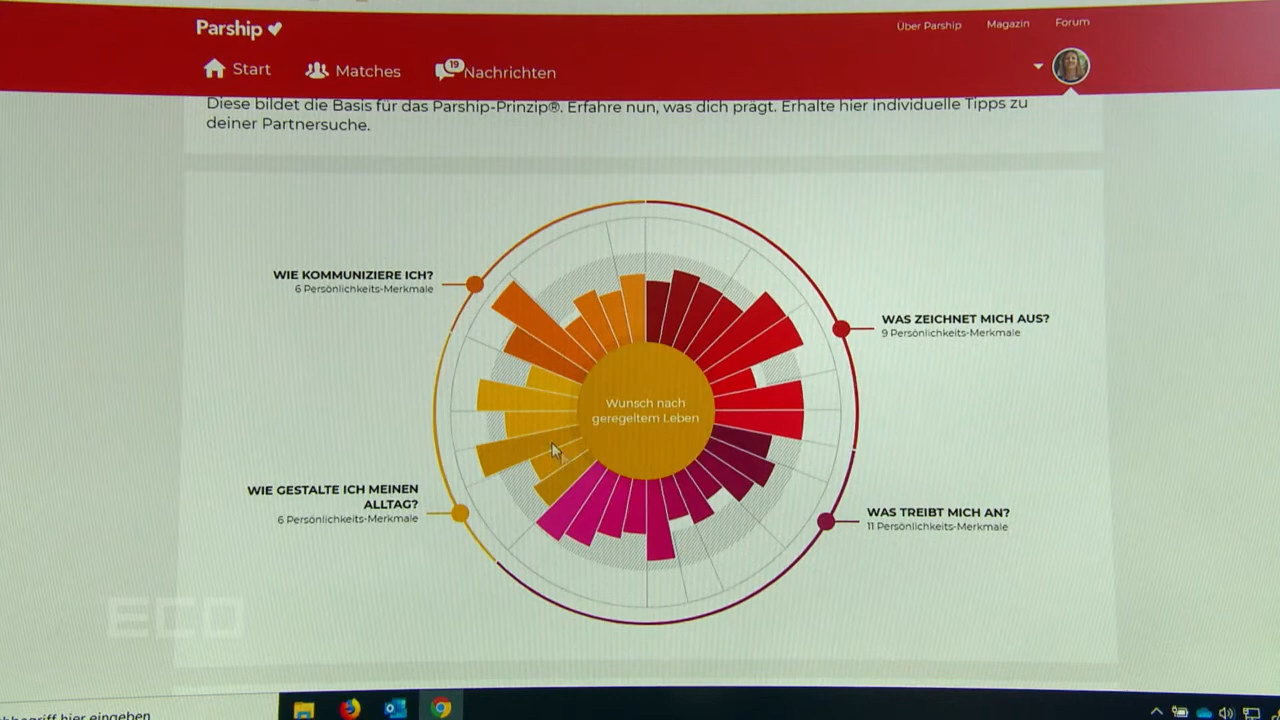 Parship
Über Parship Magazin Forum
Start Matches 19 Nachrichten
Diese bildet die Basis für das Parship-Prinzip®. Erfahre nun, was dich prägt. Erhalte hier individuelle Tipps zu
deiner Partnersuche.
WIE KOMMUNIZIERE ICH?
6 Persönlichkeits-Merkmale
WAS ZEICHNET MICH AUS?
9 Persönlichkeits-Merkmale
Wunsch nach
geregeltem Leben
WIE GESTALTE ICH MEINEN
ALLTAG?
6 Persönlichkeits-Merkmale
WAS TREIBT MICH AN?
11 Persönlichkeits-Merkmale
ECO
hier eingeben